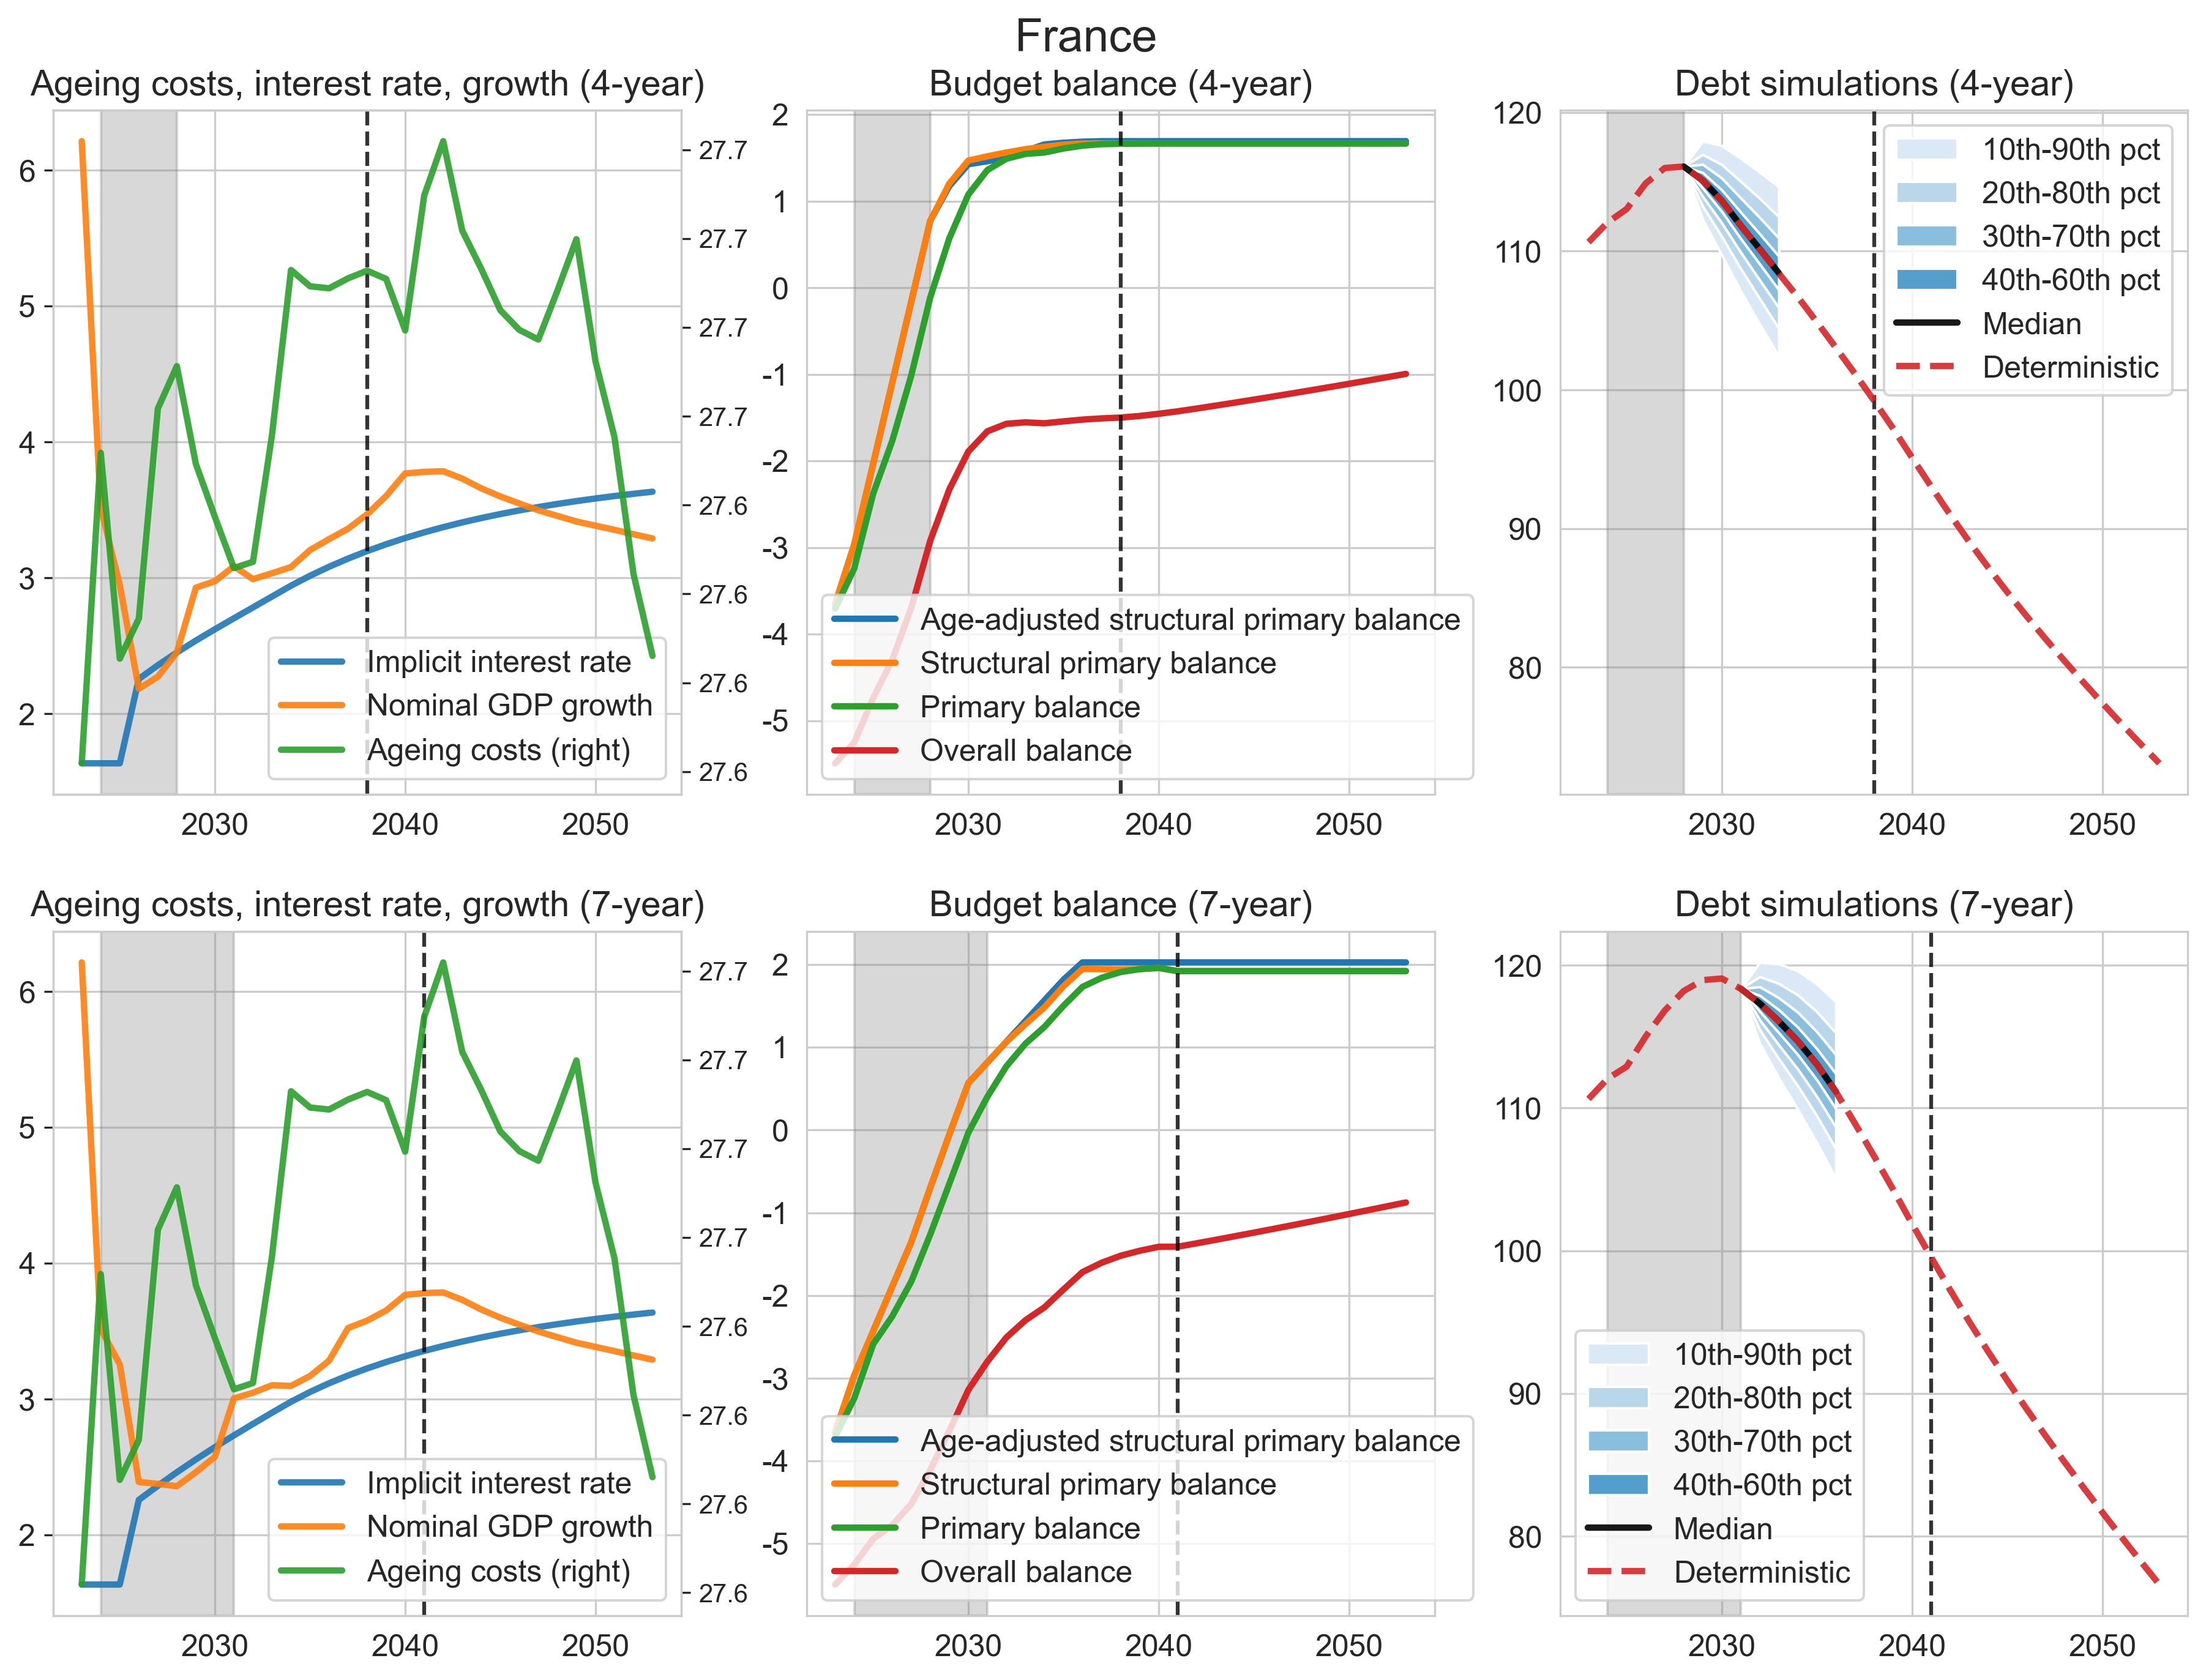 France
Ageing costs, interest rate, growth (4-year)
6
5
4
3
2
27.7
27.7
27.7
27.7
27.6
27.6
27.6
27.6
2030
2040
2050
Implicit interest rate
Nominal GDP growth
Ageing costs (right)
Budget balance (4-year)
2
1
0
-1
-2
-3
-4
-5
2030
2040
2050
Age-adjusted structural primary balance
Structural primary balance
Primary balance
Overall balance
Debt simulations (4-year)
120
110
100
90
80
2030
2040
2050
10th-90th pct
20th-80th pct
30th-70th pct
40th-60th pct
Median
Deterministic
Ageing costs, interest rate, growth (7-year)
6
5
4
3
2
27.7
27.7
27.7
27.7
27.6
27.6
27.6
27.6
2030
2040
2050
Implicit interest rate
Nominal GDP growth
Ageing costs (right)
Budget balance (7-year)
2
1
0
-1
-2
-3
-4
-5
2030
2040
2050
Age-adjusted structural primary balance
Structural primary balance
Primary balance
Overall balance
Debt simulations (7-year)
120
110
100
90
80
2030
2040
2050
10th-90th pct
20th-80th pct
30th-70th pct
40th-60th pct
Median
Deterministic